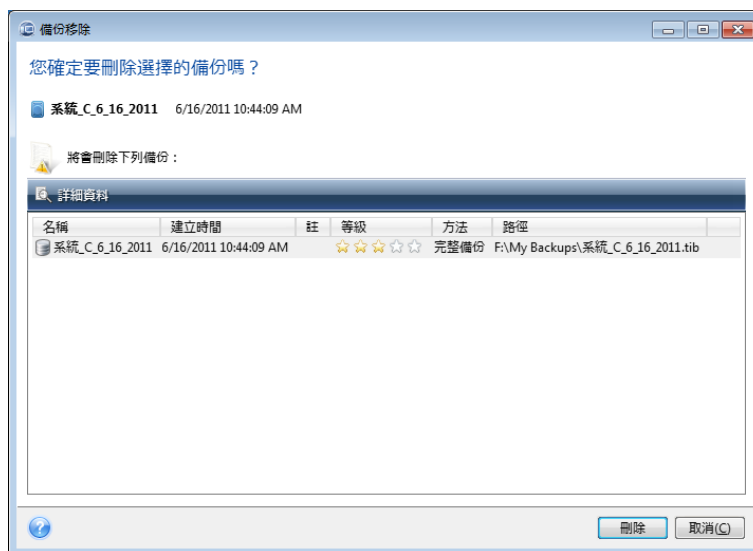 備份移除
您確定要刪除選擇的備份嗎？
系統_C_6_16_2011 6/16/2011 10:44:09 AM
將會刪除下列備份：
詳細資料
名稱 建立時間 註 等級 方法 路徑
系統_C_6_16_2011 6/16/2011 10:44:09 AM 完整備份 F:\My Backups\系統_C_6_16_2011.tib
刪除 取消(C)